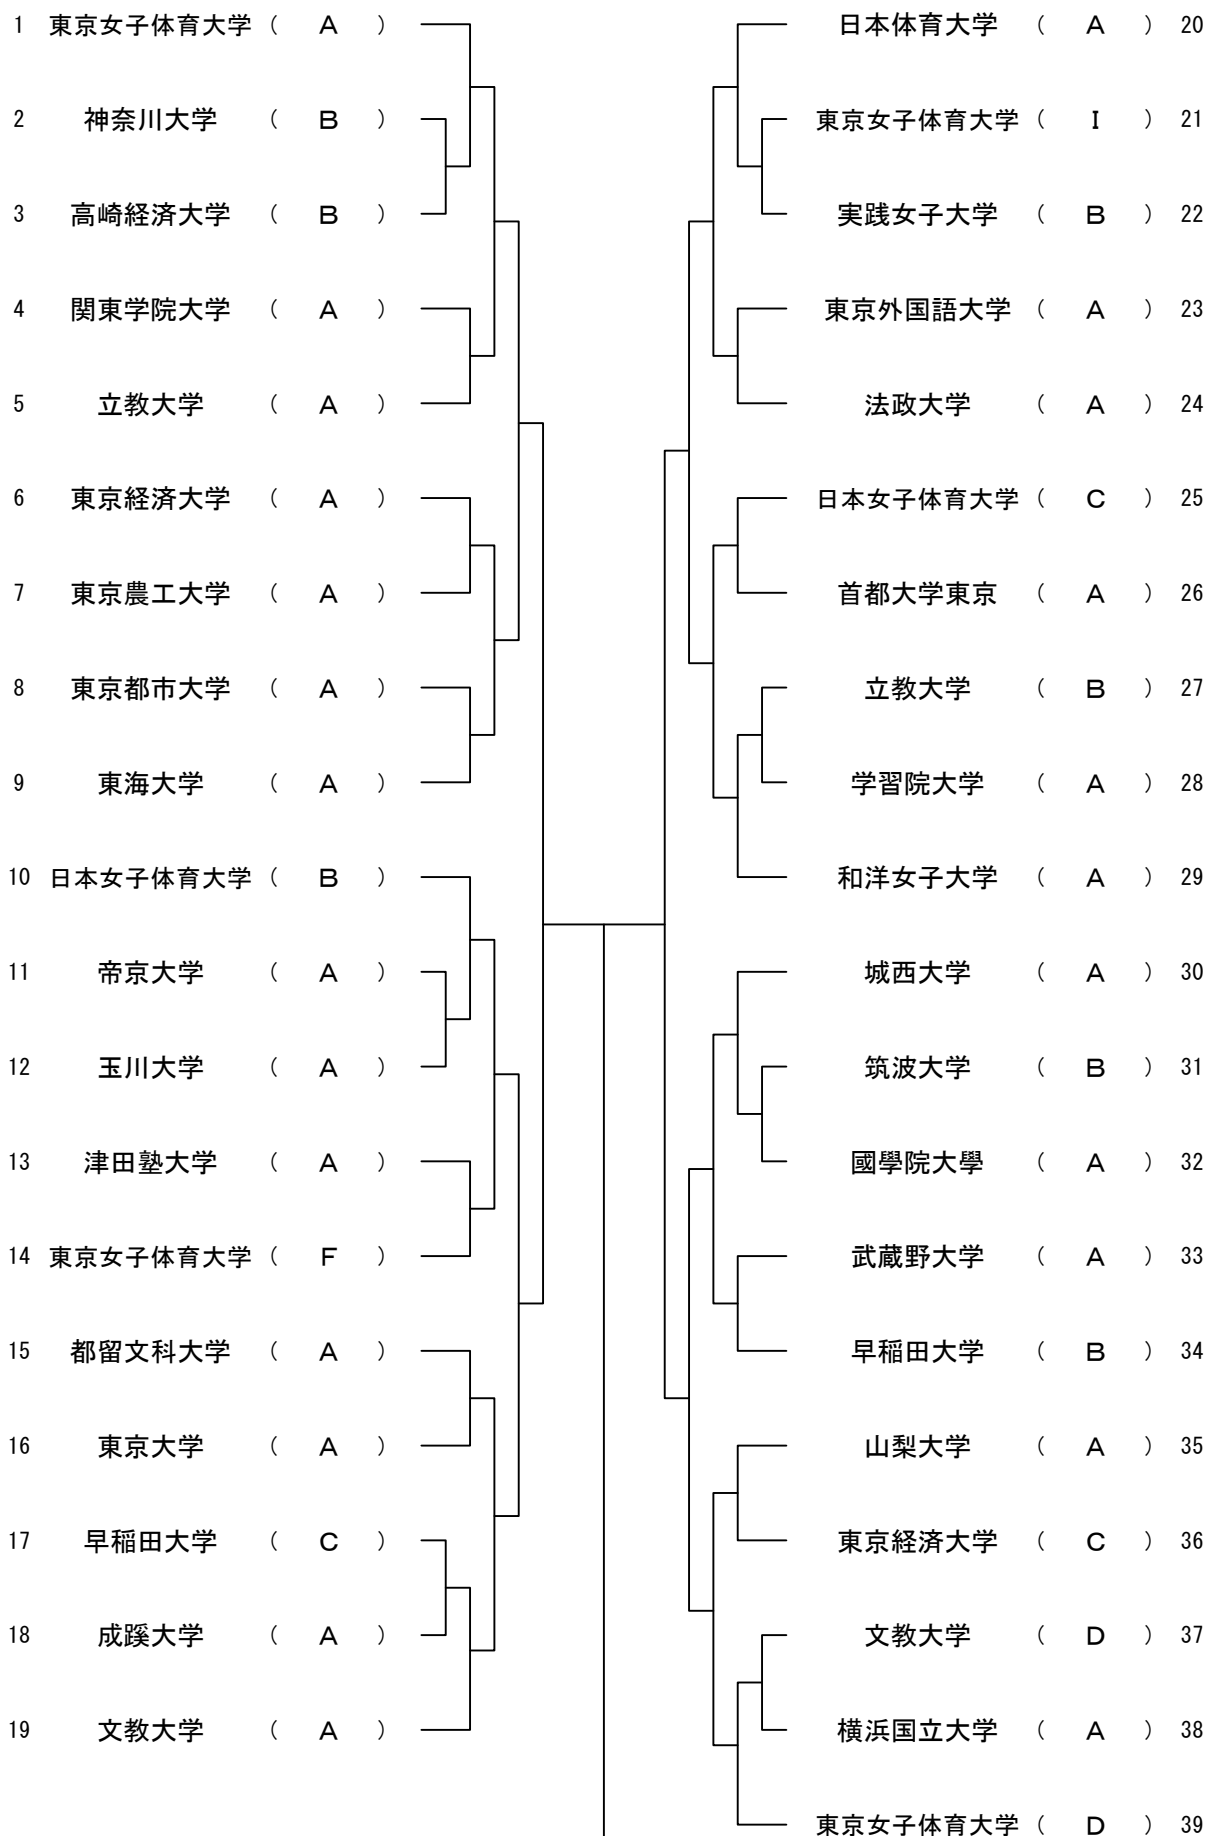 1 東京女子体育大学 ( A )
2 神奈川大学 ( B )
3 高崎経済大学 ( B )
4 関東学院大学 ( A )
5 立教大学 ( A )
6 東京経済大学 ( A )
7 東京農工大学 ( A )
8 東京都市大学 ( A )
9 東海大学 ( A )
10 日本女子体育大学 ( B )
11 帝京大学 ( A )
12 玉川大学 ( A )
13 津田塾大学 ( A )
14 東京女子体育大学 ( F )
15 都留文科大学 ( A )
16 東京大学 ( A )
17 早稲田大学 ( C )
18 成蹊大学 ( A )
19 文教大学 ( A )
日本体育大学 ( A ) 20
東京女子体育大学 ( I ) 21
実践女子大学 ( B ) 22
東京外国語大学 ( A ) 23
法政大学 ( A ) 24
日本女子体育大学 ( C ) 25
首都大学東京 ( A ) 26
立教大学 ( B ) 27
学習院大学 ( A ) 28
和洋女子大学 ( A ) 29
城西大学 ( A ) 30
筑波大学 ( B ) 31
國學院大學 ( A ) 32
武蔵野大学 ( A ) 33
早稲田大学 ( B ) 34
山梨大学 ( A ) 35
東京経済大学 ( C ) 36
文教大学 ( D ) 37
横浜国立大学 ( A ) 38
東京女子体育大学 ( D ) 39